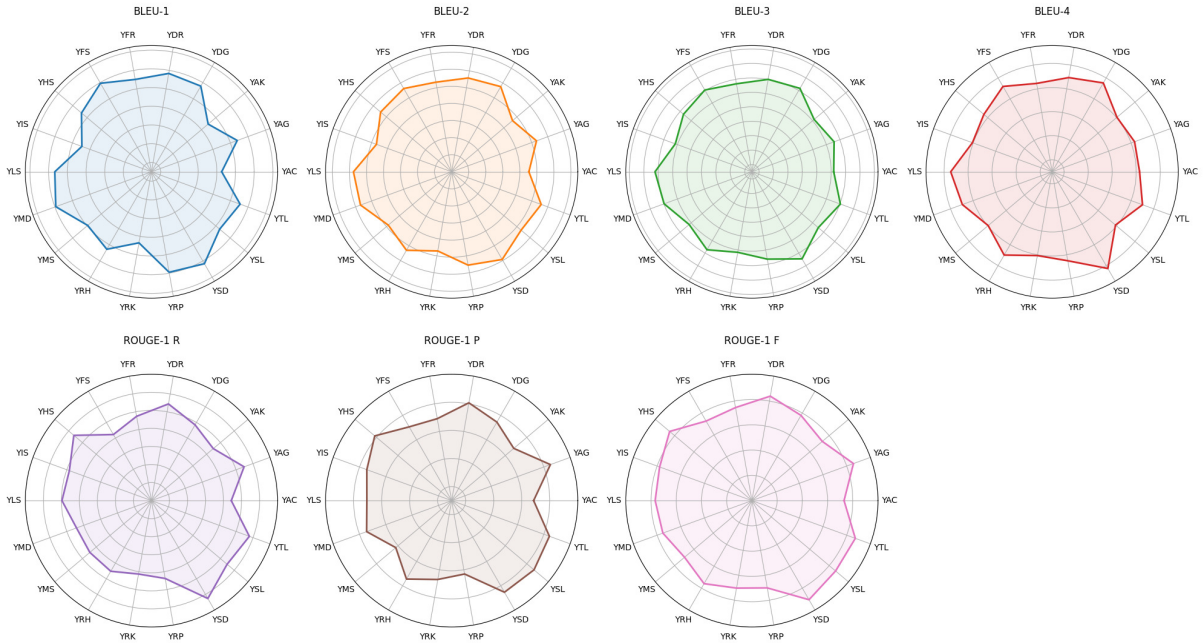 BLEU-1 BLEU-2 BLEU-3 BLEU-4
YFR YDR YFR YDR YFR YDR YFR YDR
YFS YDG YFS YDG YFS YDG YFS YDG
YHS YAK YHS YAK YHS YAK YHS YAK
YIS YAG YIS YAG YIS YAG YIS YAG
YLS YAC YLS YAC YLS YAC YLS YAC
YMD YTL YMD YTL YMD YTL YMD YTL
YMS YSL YMS YSL YMS YSL YMS YSL
YRH YSD YRH YSD YRH YSD YRH YSD
YRK YRP YRK YRP YRK YRP YRK YRP
ROUGE-1 R ROUGE-1 P ROUGE-1 F
YFR YDR YFR YDR YFR YDR
YFS YDG YFS YDG YFS YDG
YHS YAK YHS YAK YHS YAK
YIS YAG YIS YAG YIS YAG
YLS YAC YLS YAC YLS YAC
YMD YTL YMD YTL YMD YTL
YMS YSL YMS YSL YMS YSL
YRH YSD YRH YSD YRH YSD
YRK YRP YRK YRP YRK YRP